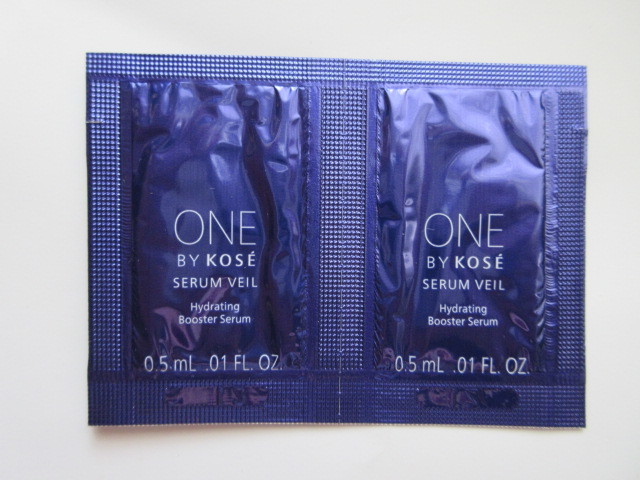 ONE
BY KOSÉ
SERUM VEIL
Hydrating
Booster Serum
0.5 mL .01 FL. OZ.
ONE
BY KOSÉ
SERUM VEIL
Hydrating
Booster Serum
0.5 mL .01 FL. OZ.